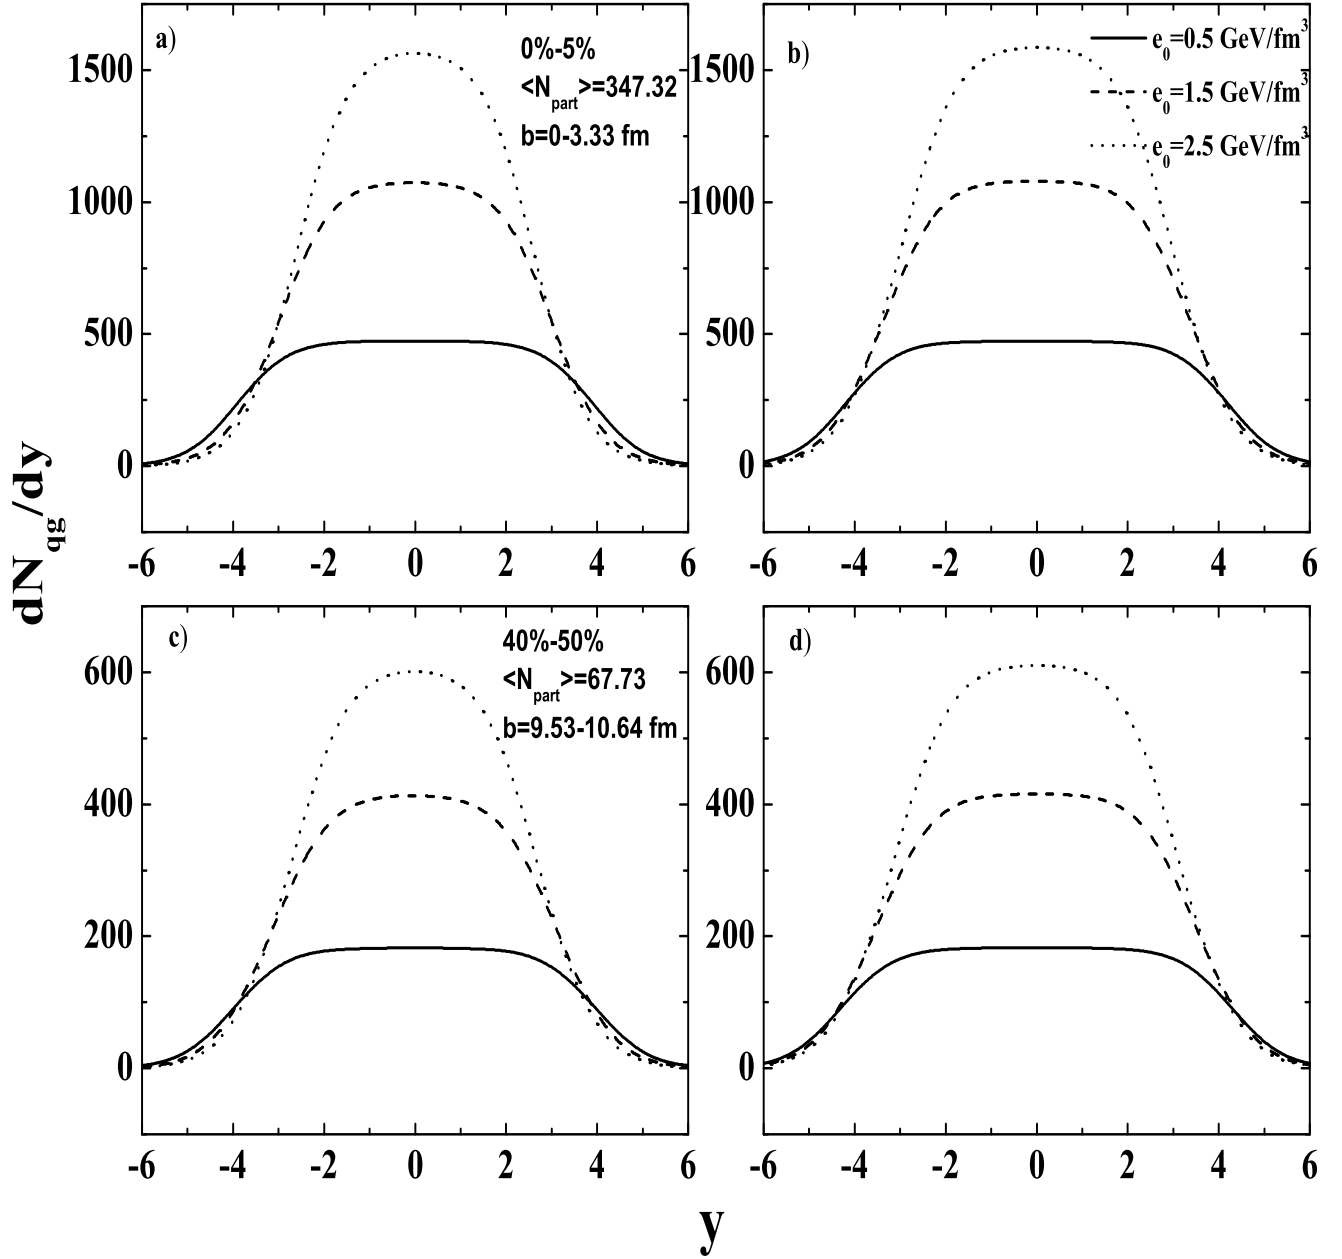 a)
0%-5%
<N_part>=347.32
b=0-3.33 fm
1500
1000
500
0
-6 -4 -2 0 2 4 6
b)
e_0=0.5 GeV/fm^3
e_0=1.5 GeV/fm^3
e_0=2.5 GeV/fm^3
1500
1000
500
0
-6 -4 -2 0 2 4 6
dN_qg/dy
c)
40%-50%
<N_part>=67.73
b=9.53-10.64 fm
600
400
200
0
-6 -4 -2 0 2 4 6
d)
600
400
200
0
-6 -4 -2 0 2 4 6
y